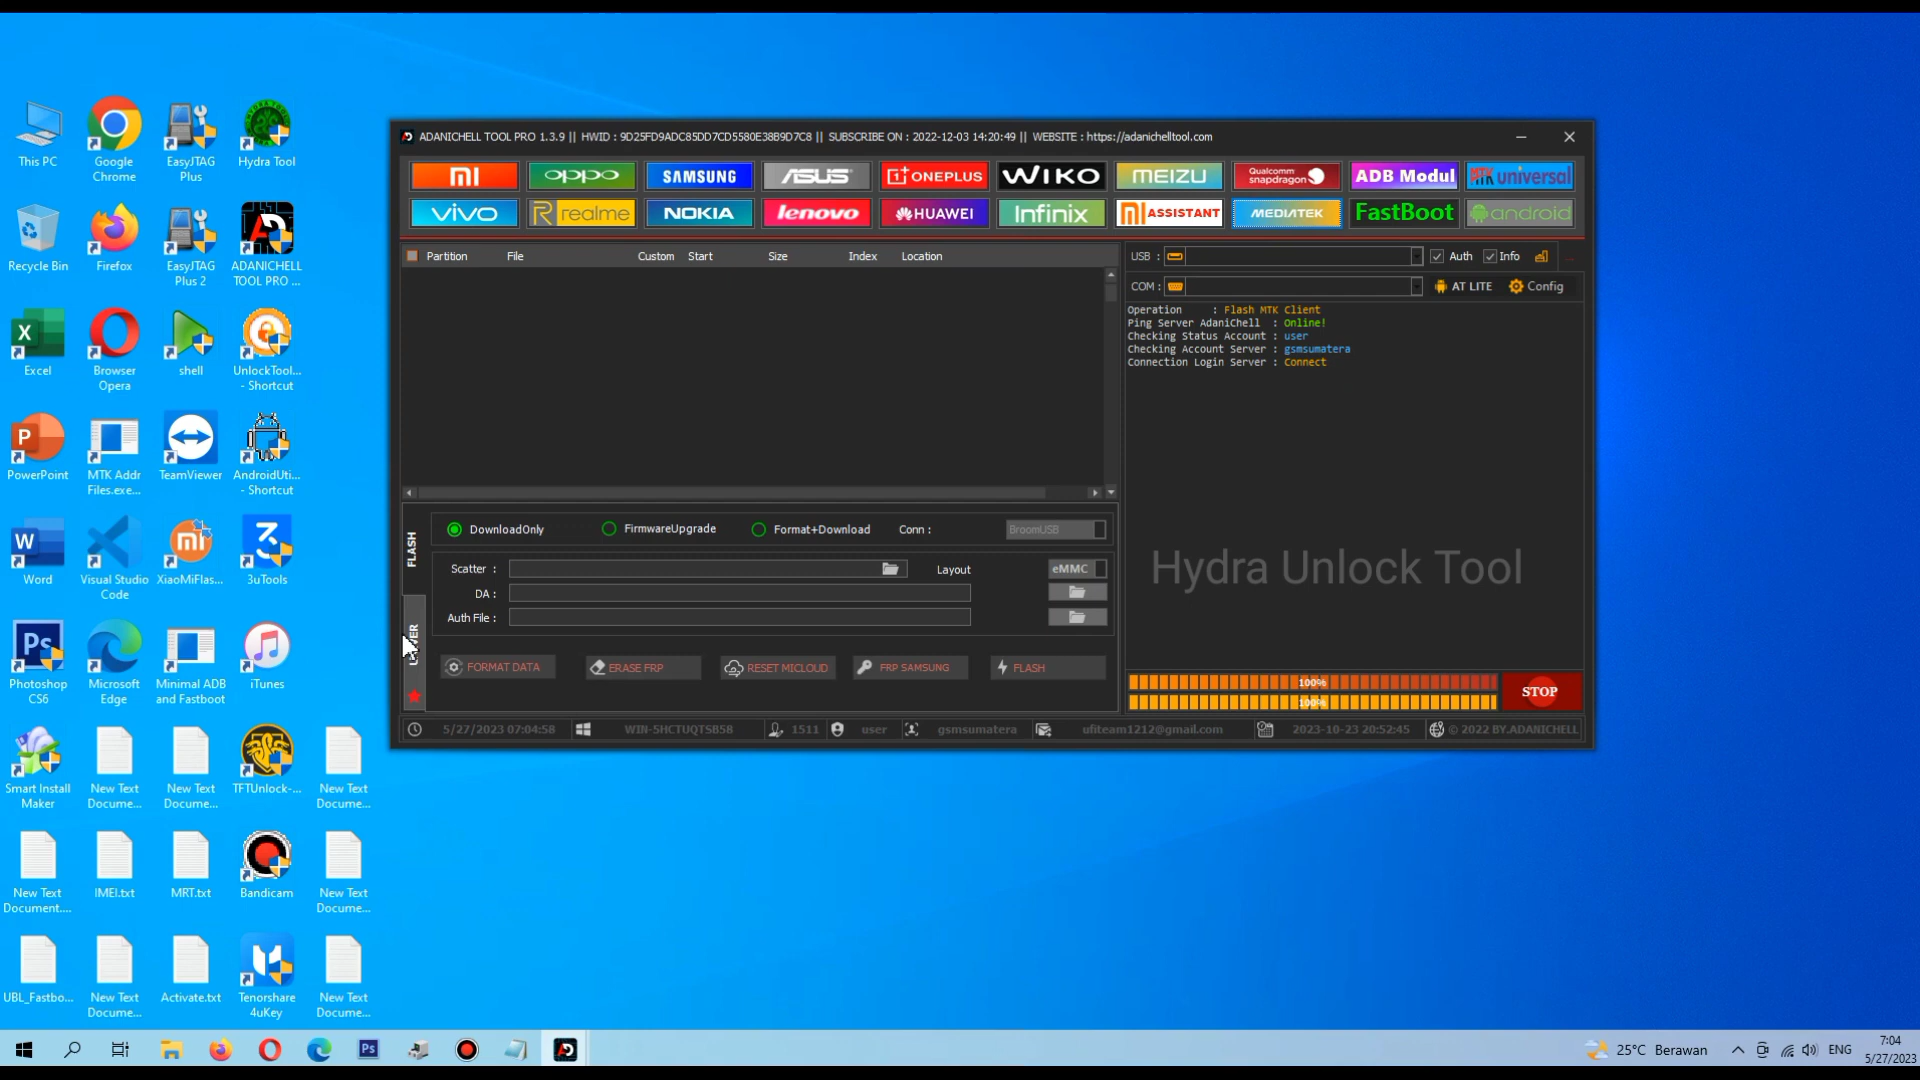 This PC
Google Chrome
EasyJTAG Plus
Hydra Tool
Recycle Bin
Firefox
EasyJTAG Plus 2
ADANICHELL TOOL PRO ...
Excel
Browser Opera
shell
UnlockTool... - Shortcut
PowerPoint
MTK Addr Files.exe...
TeamViewer
AndroidUti... - Shortcut
Word
Visual Studio Code
XiaoMiFlas...
3uTools
Photoshop CS6
Microsoft Edge
Minimal ADB and Fastboot
iTunes
Smart Install Maker
New Text Docume...
New Text Docume...
TFTUnlock-...
New Text Docume...
New Text Document....
IMEI.txt
MRT.txt
Bandicam
New Text Docume...
UBL_Fastbo...
New Text Docume...
Activate.txt
Tenorshare 4uKey
New Text Docume...
ADANICHELL TOOL PRO 1.3.9 || HWID : 9D25FD9ADC85DD7CD5580E38B9D7C8 || SUBSCRIBE ON : 2022-12-03 14:20:49 || WEBSITE : https://adanichelltool.com
OPPO SAMSUNG ASUS ONEPLUS WIKO MEIZU Qualcomm snapdragon ADB Modul MTK universal
vivo realme NOKIA lenovo HUAWEI Infinix MI ASSISTANT MEDIATEK FastBoot android
Partition File Custom Start Size Index Location
USB : Auth Info
COM : AT LITE Config
Operation : Flash MTK Client
Ping Server AdaniChell : Online!
Checking Status Account : user
Checking Account Server : gsmsumatera
Connection Login Server : Connect
Hydra Unlock Tool
FLASH
DownloadOnly FirmwareUpgrade Format+Download Conn : BroomUSB
Scatter : Layout eMMC
DA :
Auth File :
FORMAT DATA ERASE FRP RESET MICLOUD FRP SAMSUNG FLASH
100%
100%
STOP
5/27/2023 07:04:58 WIN-5HCTUQTSB58 1511 user gsmsumatera ufiteam1212@gmail.com 2023-10-23 20:52:45 © 2022 BY.ADANICHELL
25°C Berawan ENG
7:04
5/27/2023